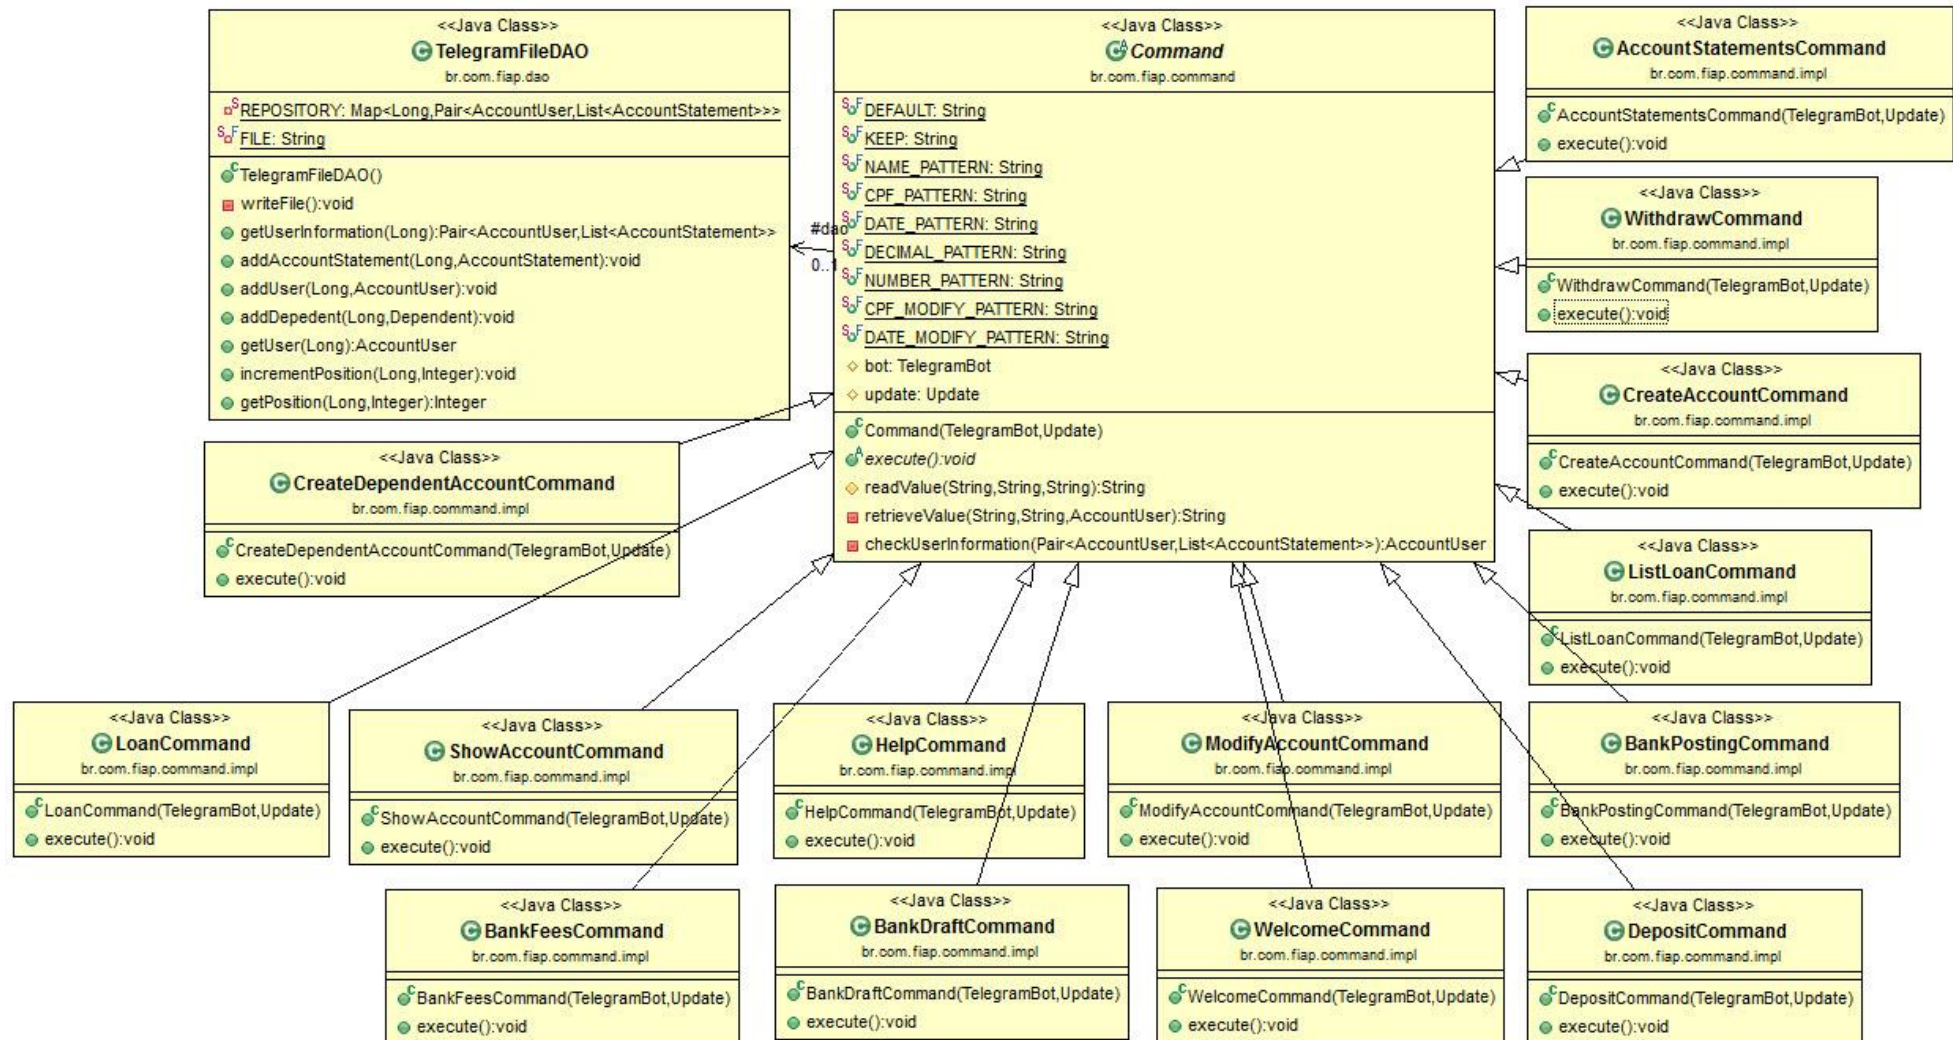 <<Java Class>>
TelegramFileDAO
br.com.fiap.dao
REPOSITORY: Map<Long,Pair<AccountUser,List<AccountStatement>>>
FILE: String
TelegramFileDAO()
writeFile():void
getUserInformation(Long):Pair<AccountUser,List<AccountStatement>>
addAccountStatement(Long,AccountStatement):void
addUser(Long,AccountUser):void
addDepedent(Long,Dependent):void
getUser(Long):AccountUser
incrementPosition(Long,Integer):void
getPosition(Long,Integer):Integer
#dao
0..1
<<Java Class>>
Command
br.com.fiap.command
DEFAULT: String
KEEP: String
NAME_PATTERN: String
CPF_PATTERN: String
DATE_PATTERN: String
DECIMAL_PATTERN: String
NUMBER_PATTERN: String
CPF_MODIFY_PATTERN: String
DATE_MODIFY_PATTERN: String
bot: TelegramBot
update: Update
Command(TelegramBot,Update)
execute():void
readValue(String,String,String):String
retrieveValue(String,String,AccountUser):String
checkUserInformation(Pair<AccountUser,List<AccountStatement>>):AccountUser
<<Java Class>>
AccountStatementsCommand
br.com.fiap.command.impl
AccountStatementsCommand(TelegramBot,Update)
execute():void
<<Java Class>>
WithdrawCommand
br.com.fiap.command.impl
WithdrawCommand(TelegramBot,Update)
execute():void
<<Java Class>>
CreateAccountCommand
br.com.fiap.command.impl
CreateAccountCommand(TelegramBot,Update)
execute():void
<<Java Class>>
CreateDependentAccountCommand
br.com.fiap.command.impl
CreateDependentAccountCommand(TelegramBot,Update)
execute():void
<<Java Class>>
ListLoanCommand
br.com.fiap.command.impl
ListLoanCommand(TelegramBot,Update)
execute():void
<<Java Class>>
LoanCommand
br.com.fiap.command.impl
LoanCommand(TelegramBot,Update)
execute():void
<<Java Class>>
ShowAccountCommand
br.com.fiap.command.impl
ShowAccountCommand(TelegramBot,Update)
execute():void
<<Java Class>>
HelpCommand
br.com.fiap.command.impl
HelpCommand(TelegramBot,Update)
execute():void
<<Java Class>>
ModifyAccountCommand
br.com.fiap.command.impl
ModifyAccountCommand(TelegramBot,Update)
execute():void
<<Java Class>>
BankPostingCommand
br.com.fiap.command.impl
BankPostingCommand(TelegramBot,Update)
execute():void
<<Java Class>>
BankFeesCommand
br.com.fiap.command.impl
BankFeesCommand(TelegramBot,Update)
execute():void
<<Java Class>>
BankDraftCommand
br.com.fiap.command.impl
BankDraftCommand(TelegramBot,Update)
execute():void
<<Java Class>>
WelcomeCommand
br.com.fiap.command.impl
WelcomeCommand(TelegramBot,Update)
execute():void
<<Java Class>>
DepositCommand
br.com.fiap.command.impl
DepositCommand(TelegramBot,Update)
execute():void